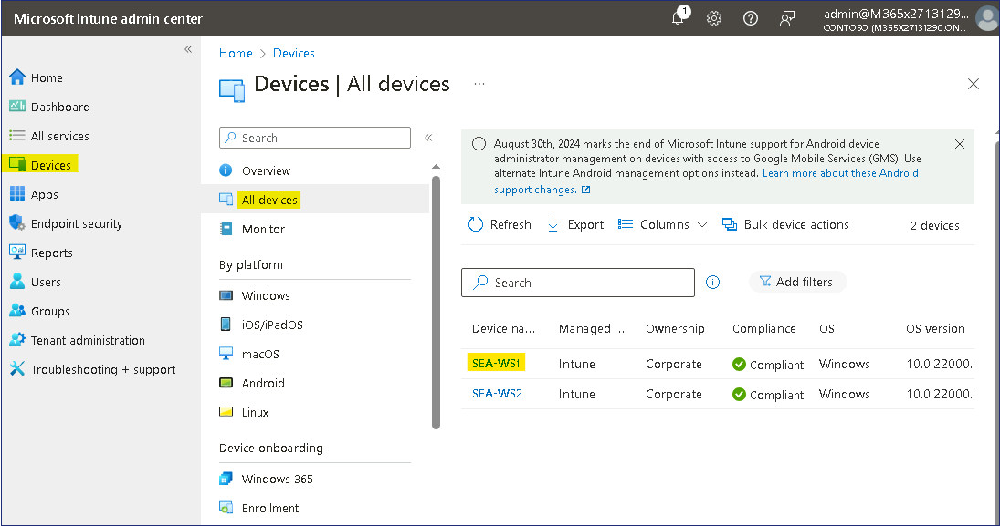 Microsoft Intune admin center
1
admin@M365x2713129...
CONTOSO (M365X27131290.ON...
Home
Dashboard
All services
Devices
Apps
Endpoint security
Reports
Users
Groups
Tenant administration
Troubleshooting + support
Home > Devices
Devices | All devices ...
Search
Overview
All devices
Monitor
By platform
Windows
iOS/iPadOS
macOS
Android
Linux
Device onboarding
Windows 365
Enrollment
August 30th, 2024 marks the end of Microsoft Intune support for Android device
administrator management on devices with access to Google Mobile Services (GMS). Use
alternate Intune Android management options instead. Learn more about these Android
support changes.
Refresh Export Columns Bulk device actions 2 devices
Search Add filters
Device na... Managed ... Ownership Compliance OS OS version
SEA-WS1 Intune Corporate Compliant Windows 10.0.22000.
SEA-WS2 Intune Corporate Compliant Windows 10.0.22000.